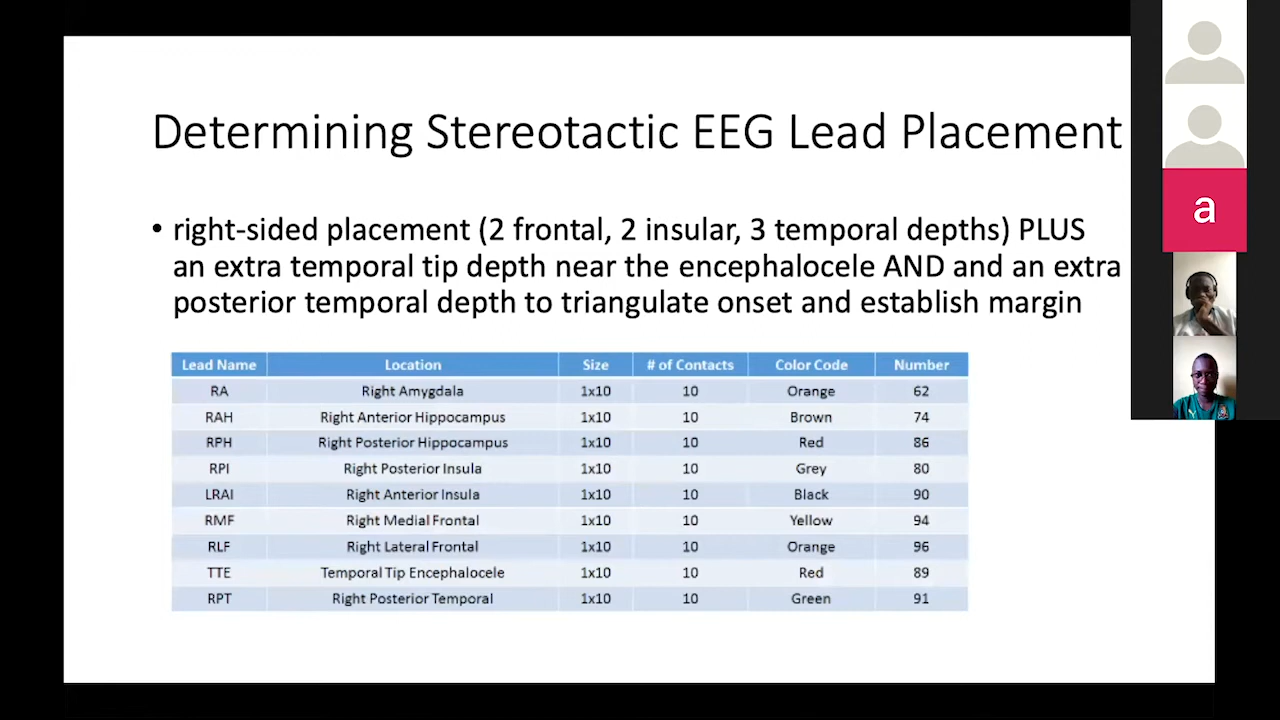 Determining Stereotactic EEG Lead Placement
• right-sided placement (2 frontal, 2 insular, 3 temporal depths) PLUS
an extra temporal tip depth near the encephalocele AND and an extra
posterior temporal depth to triangulate onset and establish margin
Lead Name Location Size # of Contacts Color Code Number
RA Right Amygdala 1x10 10 Orange 62
RAH Right Anterior Hippocampus 1x10 10 Brown 74
RPH Right Posterior Hippocampus 1x10 10 Red 86
RPI Right Posterior Insula 1x10 10 Grey 80
LRAI Right Anterior Insula 1x10 10 Black 90
RMF Right Medial Frontal 1x10 10 Yellow 94
RLF Right Lateral Frontal 1x10 10 Orange 96
TTE Temporal Tip Encephalocele 1x10 10 Red 89
RPT Right Posterior Temporal 1x10 10 Green 91
a